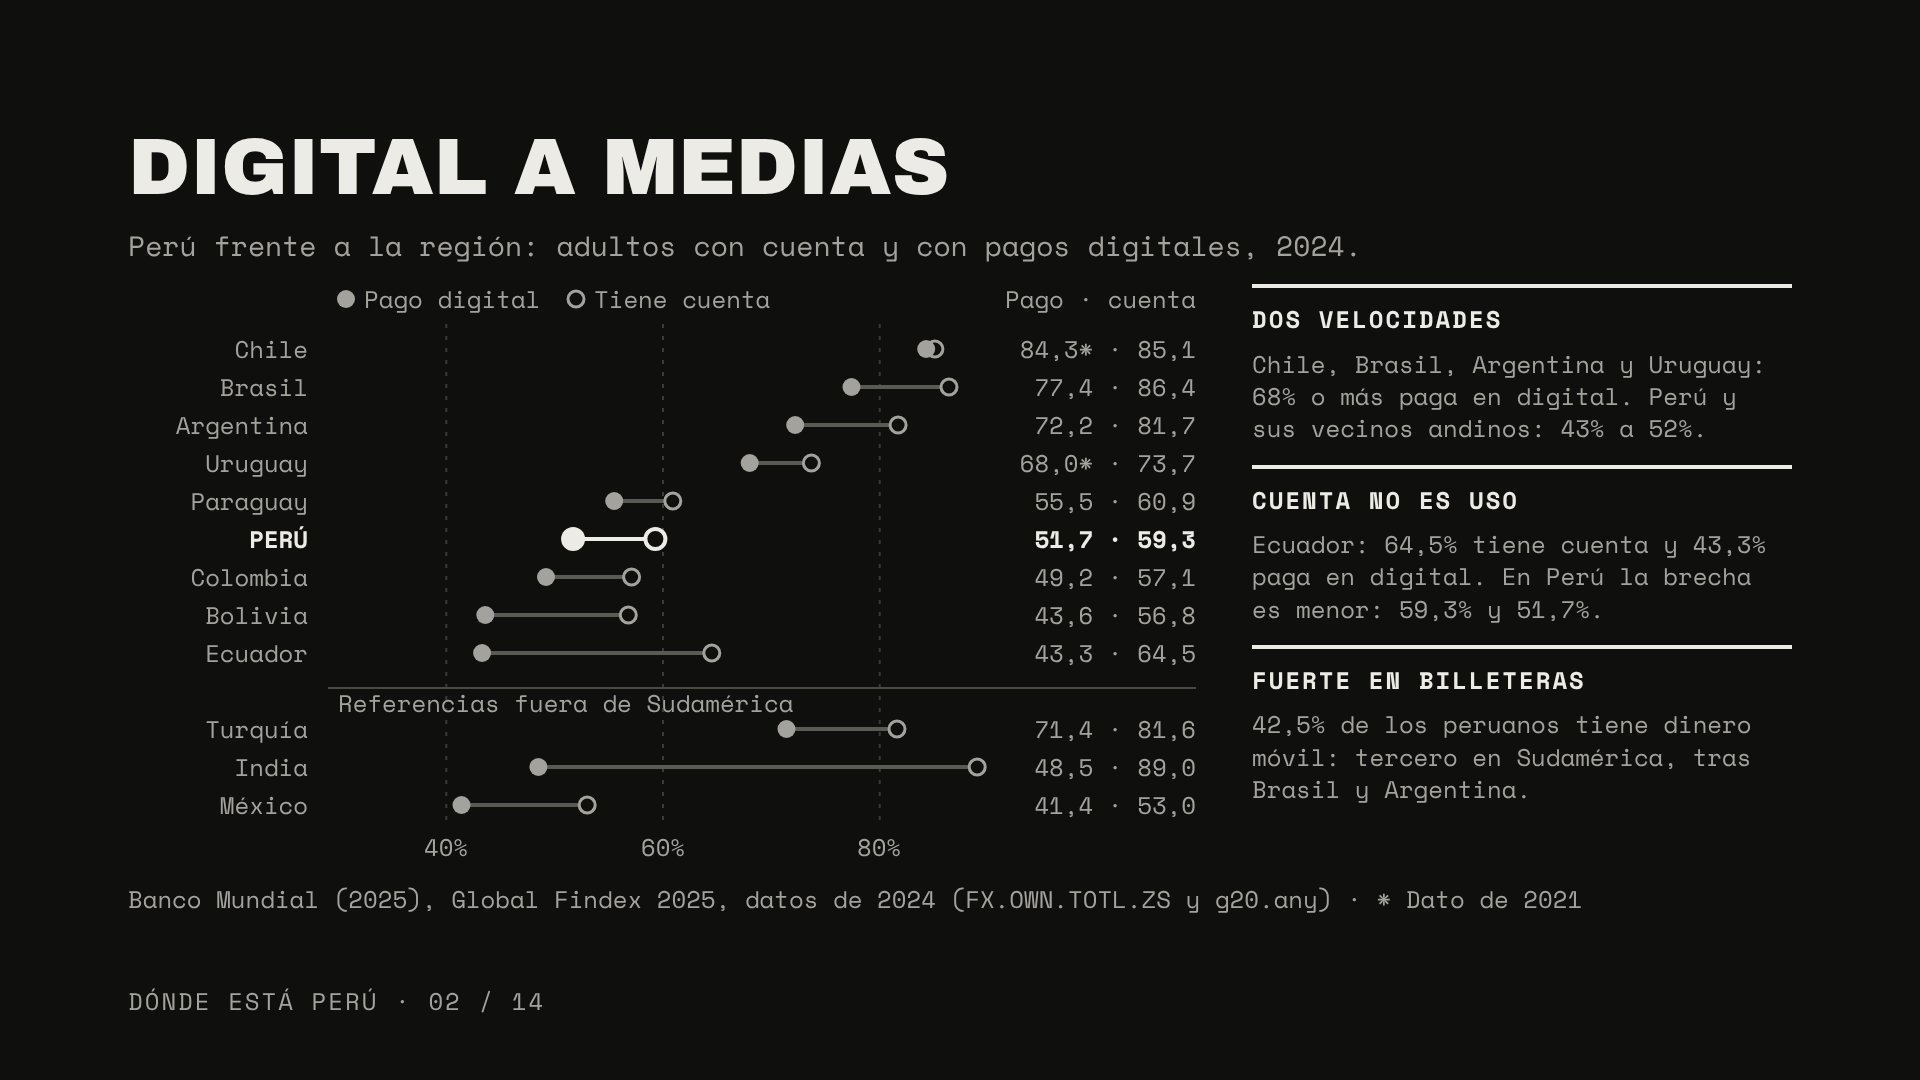 DIGITAL A MEDIAS
Perú frente a la región: adultos con cuenta y con pagos digitales, 2024.
Pago digital Tiene cuenta Pago · cuenta
Chile 84,3* · 85,1
Brasil 77,4 · 86,4
Argentina 72,2 · 81,7
Uruguay 68,0* · 73,7
Paraguay 55,5 · 60,9
PERÚ 51,7 · 59,3
Colombia 49,2 · 57,1
Bolivia 43,6 · 56,8
Ecuador 43,3 · 64,5
Referencias fuera de Sudamérica
Turquía 71,4 · 81,6
India 48,5 · 89,0
México 41,4 · 53,0
40% 60% 80%
DOS VELOCIDADES
Chile, Brasil, Argentina y Uruguay:
68% o más paga en digital. Perú y
sus vecinos andinos: 43% a 52%.
CUENTA NO ES USO
Ecuador: 64,5% tiene cuenta y 43,3%
paga en digital. En Perú la brecha
es menor: 59,3% y 51,7%.
FUERTE EN BILLETERAS
42,5% de los peruanos tiene dinero
móvil: tercero en Sudamérica, tras
Brasil y Argentina.
Banco Mundial (2025), Global Findex 2025, datos de 2024 (FX.OWN.TOTL.ZS y g20.any) · * Dato de 2021
DÓNDE ESTÁ PERÚ · 02 / 14